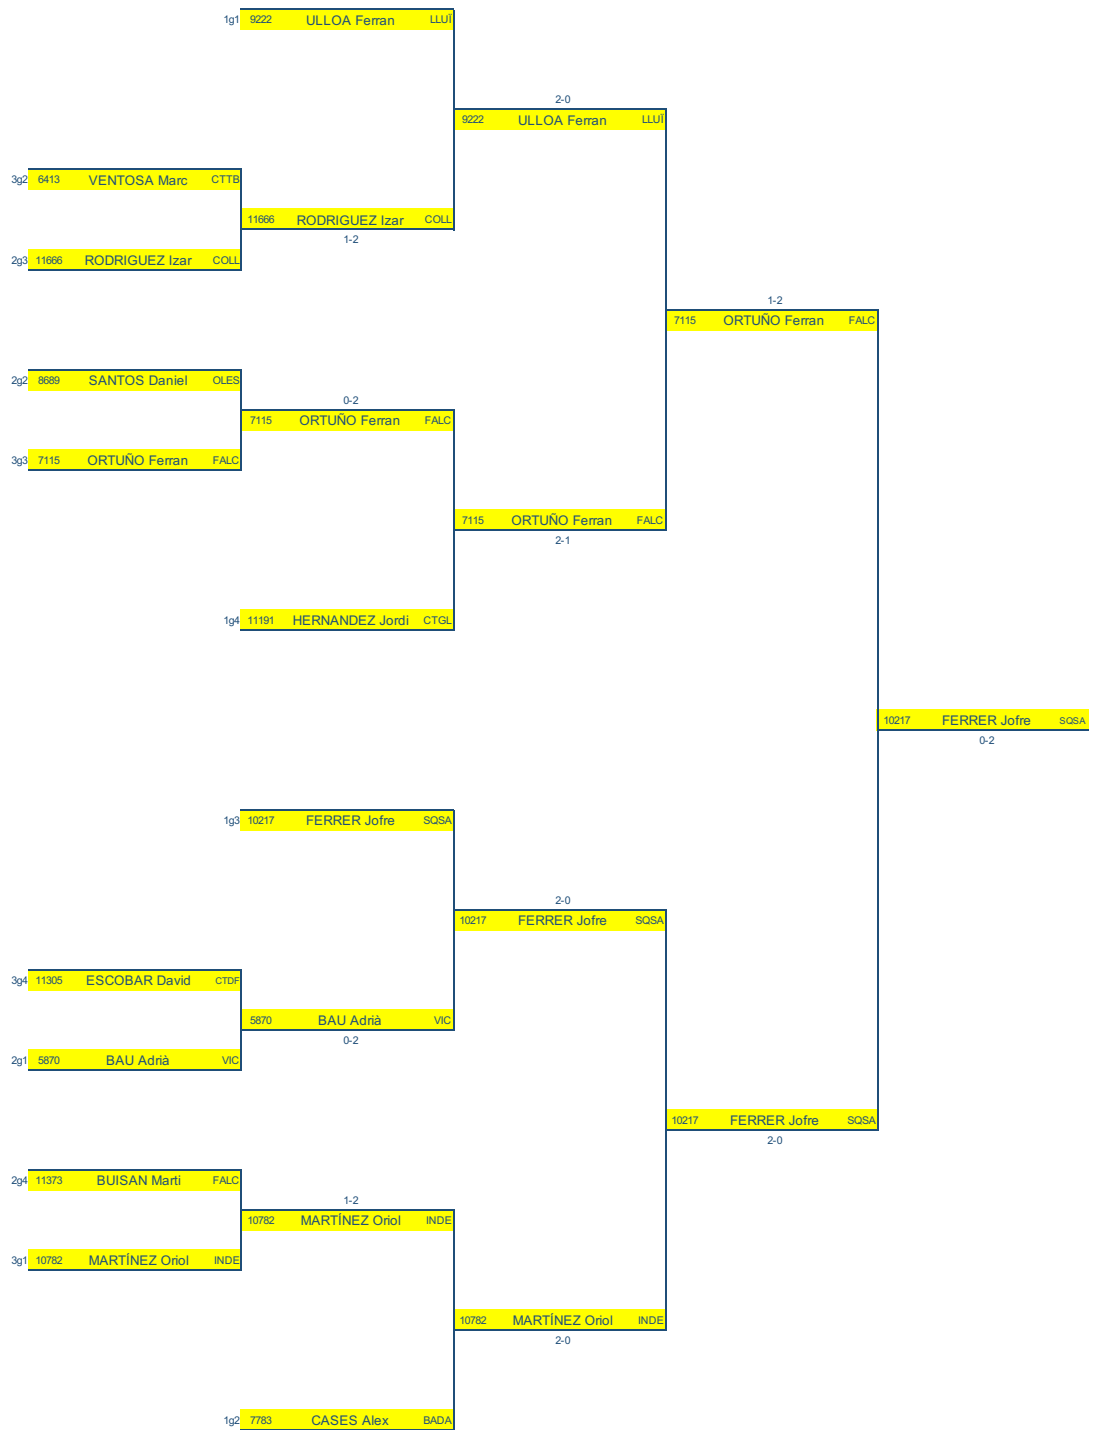 1g1 9222 ULLOA Ferran LLUÏ
2-0
9222 ULLOA Ferran LLUÏ
3g2 6413 VENTOSA Marc CTTB
11666 RODRIGUEZ Izar COLL
1-2
2g3 11666 RODRIGUEZ Izar COLL
1-2
7115 ORTUÑO Ferran FALC
2g2 8689 SANTOS Daniel OLES
0-2
7115 ORTUÑO Ferran FALC
3g3 7115 ORTUÑO Ferran FALC
7115 ORTUÑO Ferran FALC
2-1
1g4 11191 HERNANDEZ Jordi CTGL
10217 FERRER Jofre SQSA
0-2
1g3 10217 FERRER Jofre SQSA
2-0
10217 FERRER Jofre SQSA
3g4 11305 ESCOBAR David CTDF
5870 BAU Adrià VIC
0-2
2g1 5870 BAU Adrià VIC
10217 FERRER Jofre SQSA
2-0
2g4 11373 BUISAN Marti FALC
1-2
10782 MARTÍNEZ Oriol INDE
3g1 10782 MARTÍNEZ Oriol INDE
10782 MARTÍNEZ Oriol INDE
2-0
1g2 7783 CASES Alex BADA